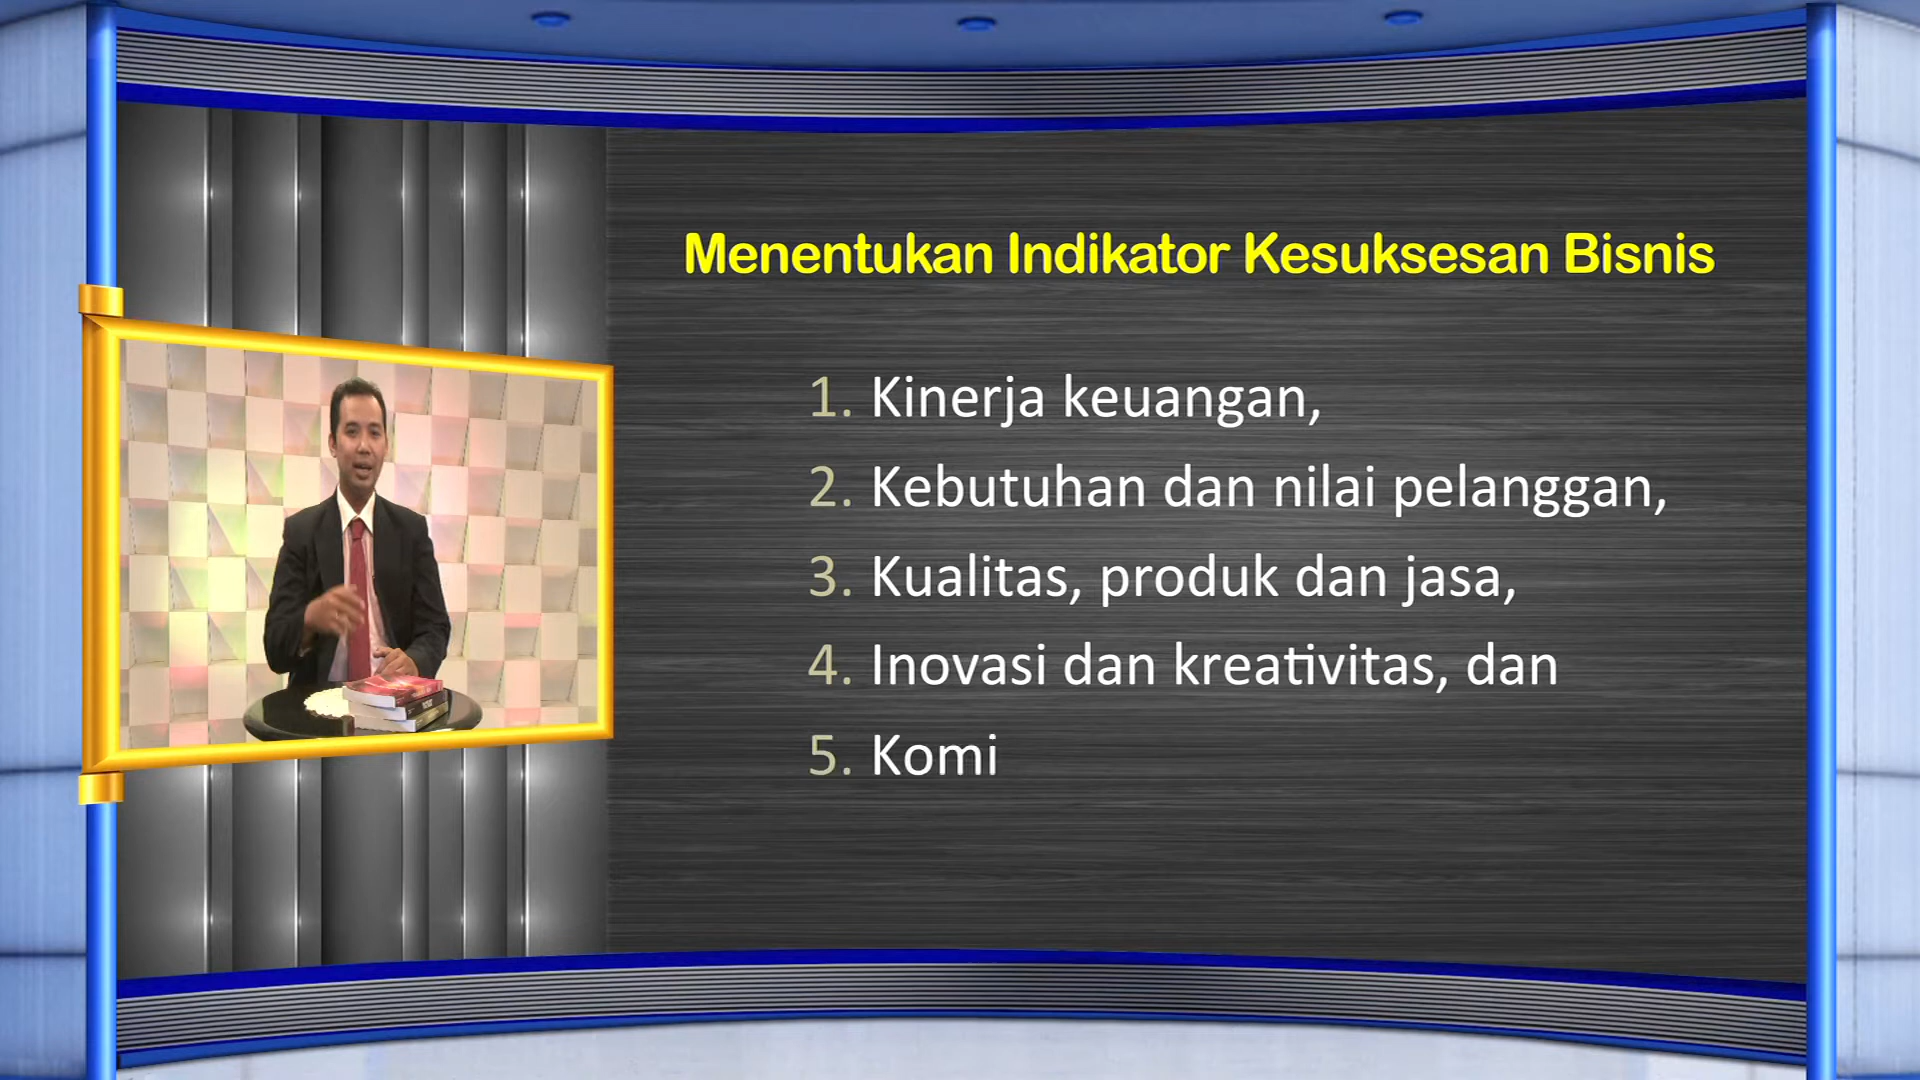 Menentukan Indikator Kesuksesan Bisnis
1. Kinerja keuangan,
2. Kebutuhan dan nilai pelanggan,
3. Kualitas, produk dan jasa,
4. Inovasi dan kreativitas, dan
5. Komi